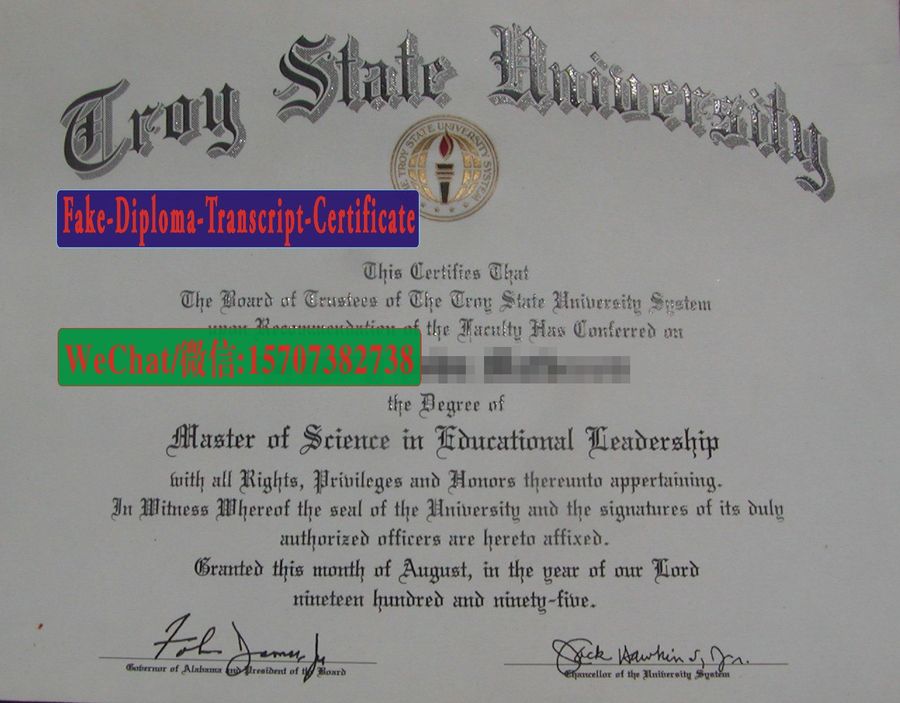 Troy State University
TROY STATE UNIVERSITY SYSTEM
Fake-Diploma-Transcript-Certificate
This Certifies That
The Board of Trustees of The Troy State University System
upon Recommendation of the Faculty Has Conferred on
WeChat/微信:15707382738
the Degree of
Master of Science in Educational Leadership
with all Rights, Privileges and Honors thereunto appertaining.
In Witness Whereof the seal of the University and the signatures of its duly
authorized officers are hereto affixed.
Granted this month of August, in the year of our Lord
nineteen hundred and ninety-five.
Jack Hawkins, Jr.
Governor of Alabama and President of the Board
Chancellor of the University System